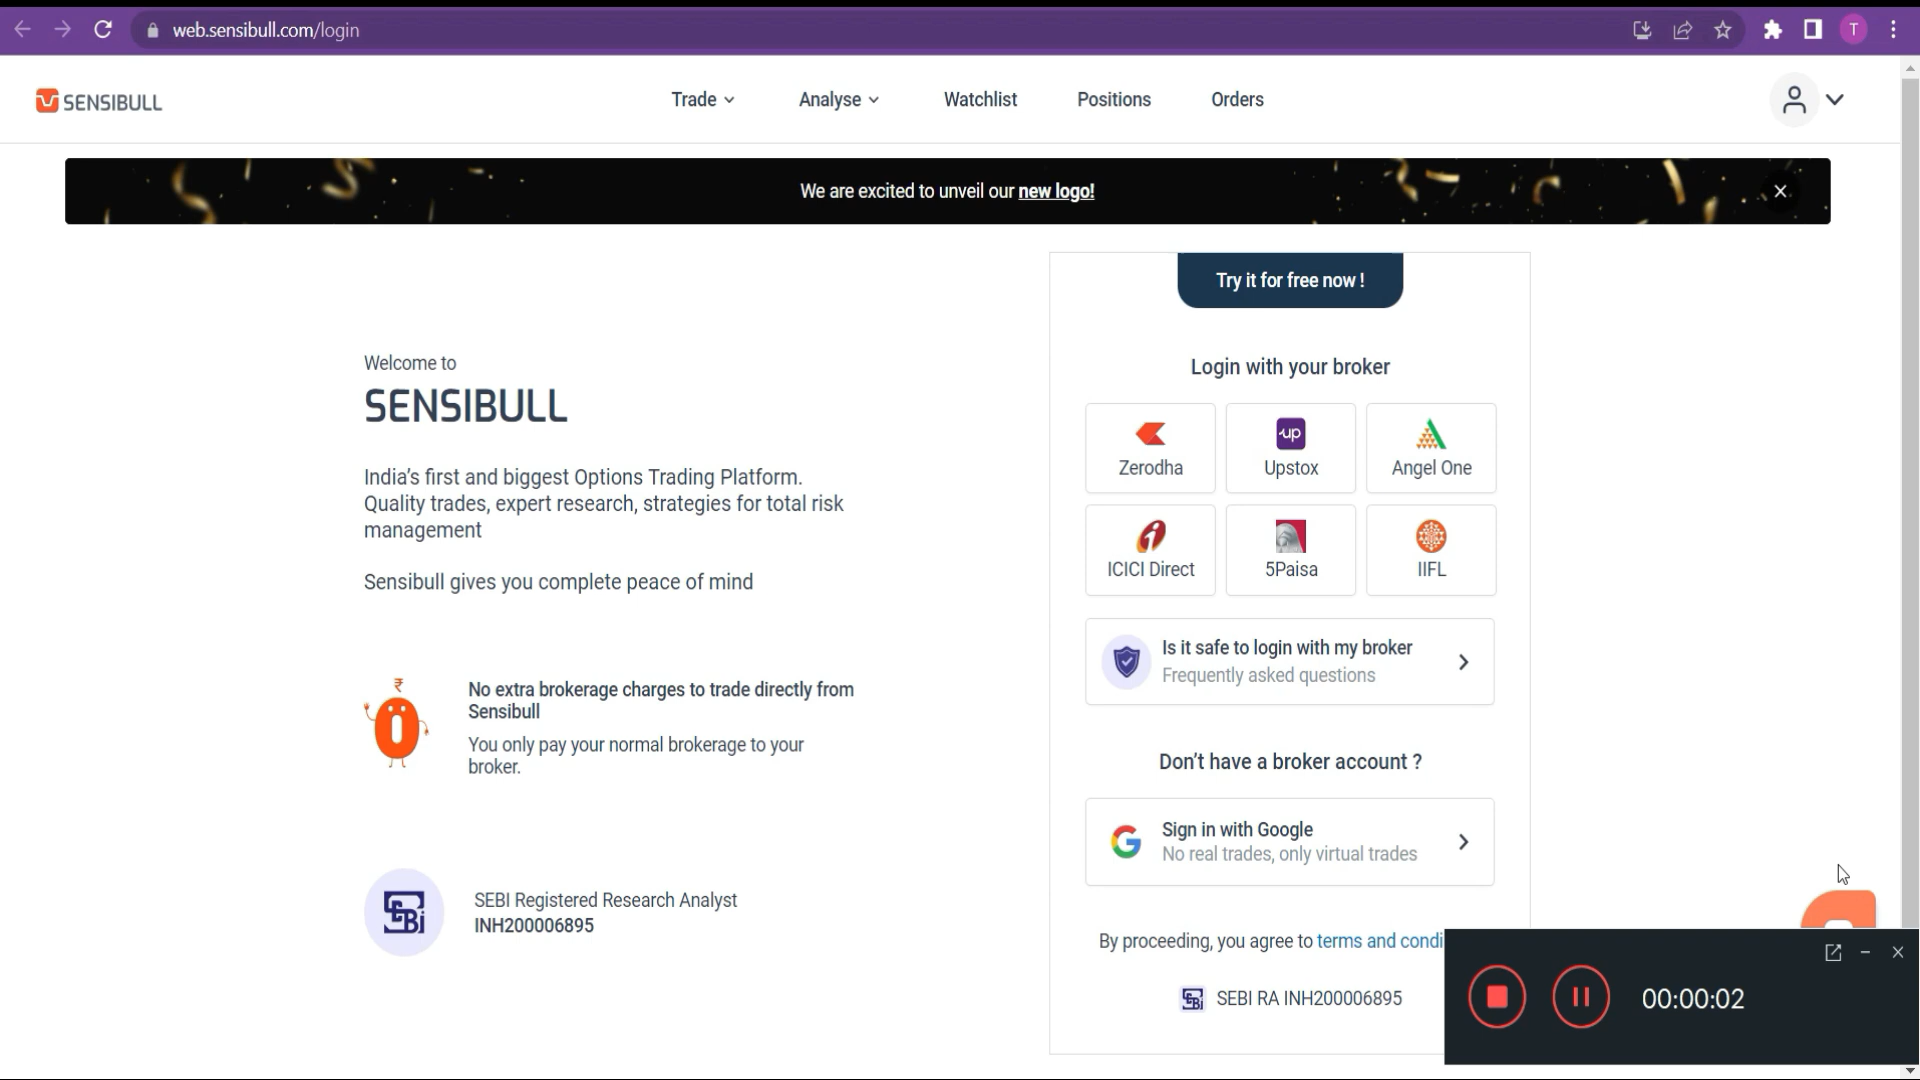 web.sensibull.com/login
T
SENSIBULL
Trade
Analyse
Watchlist
Positions
Orders
We are excited to unveil our new logo!
Try it for free now !
Welcome to
SENSIBULL
India’s first and biggest Options Trading Platform.
Quality trades, expert research, strategies for total risk
management
Sensibull gives you complete peace of mind
₹
0
No extra brokerage charges to trade directly from
Sensibull
You only pay your normal brokerage to your
broker.
SEBI
SEBI Registered Research Analyst
INH200006895
Login with your broker
Zerodha
up
Upstox
Angel One
i
ICICI Direct
5Paisa
IIFL
Is it safe to login with my broker
Frequently asked questions
Don’t have a broker account ?
G
Sign in with Google
No real trades, only virtual trades
By proceeding, you agree to terms and condi
SEBI RA INH200006895
00:00:02